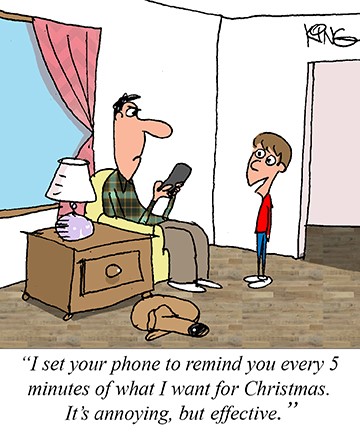 KING
“I set your phone to remind you every 5
minutes of what I want for Christmas.
It’s annoying, but effective.”